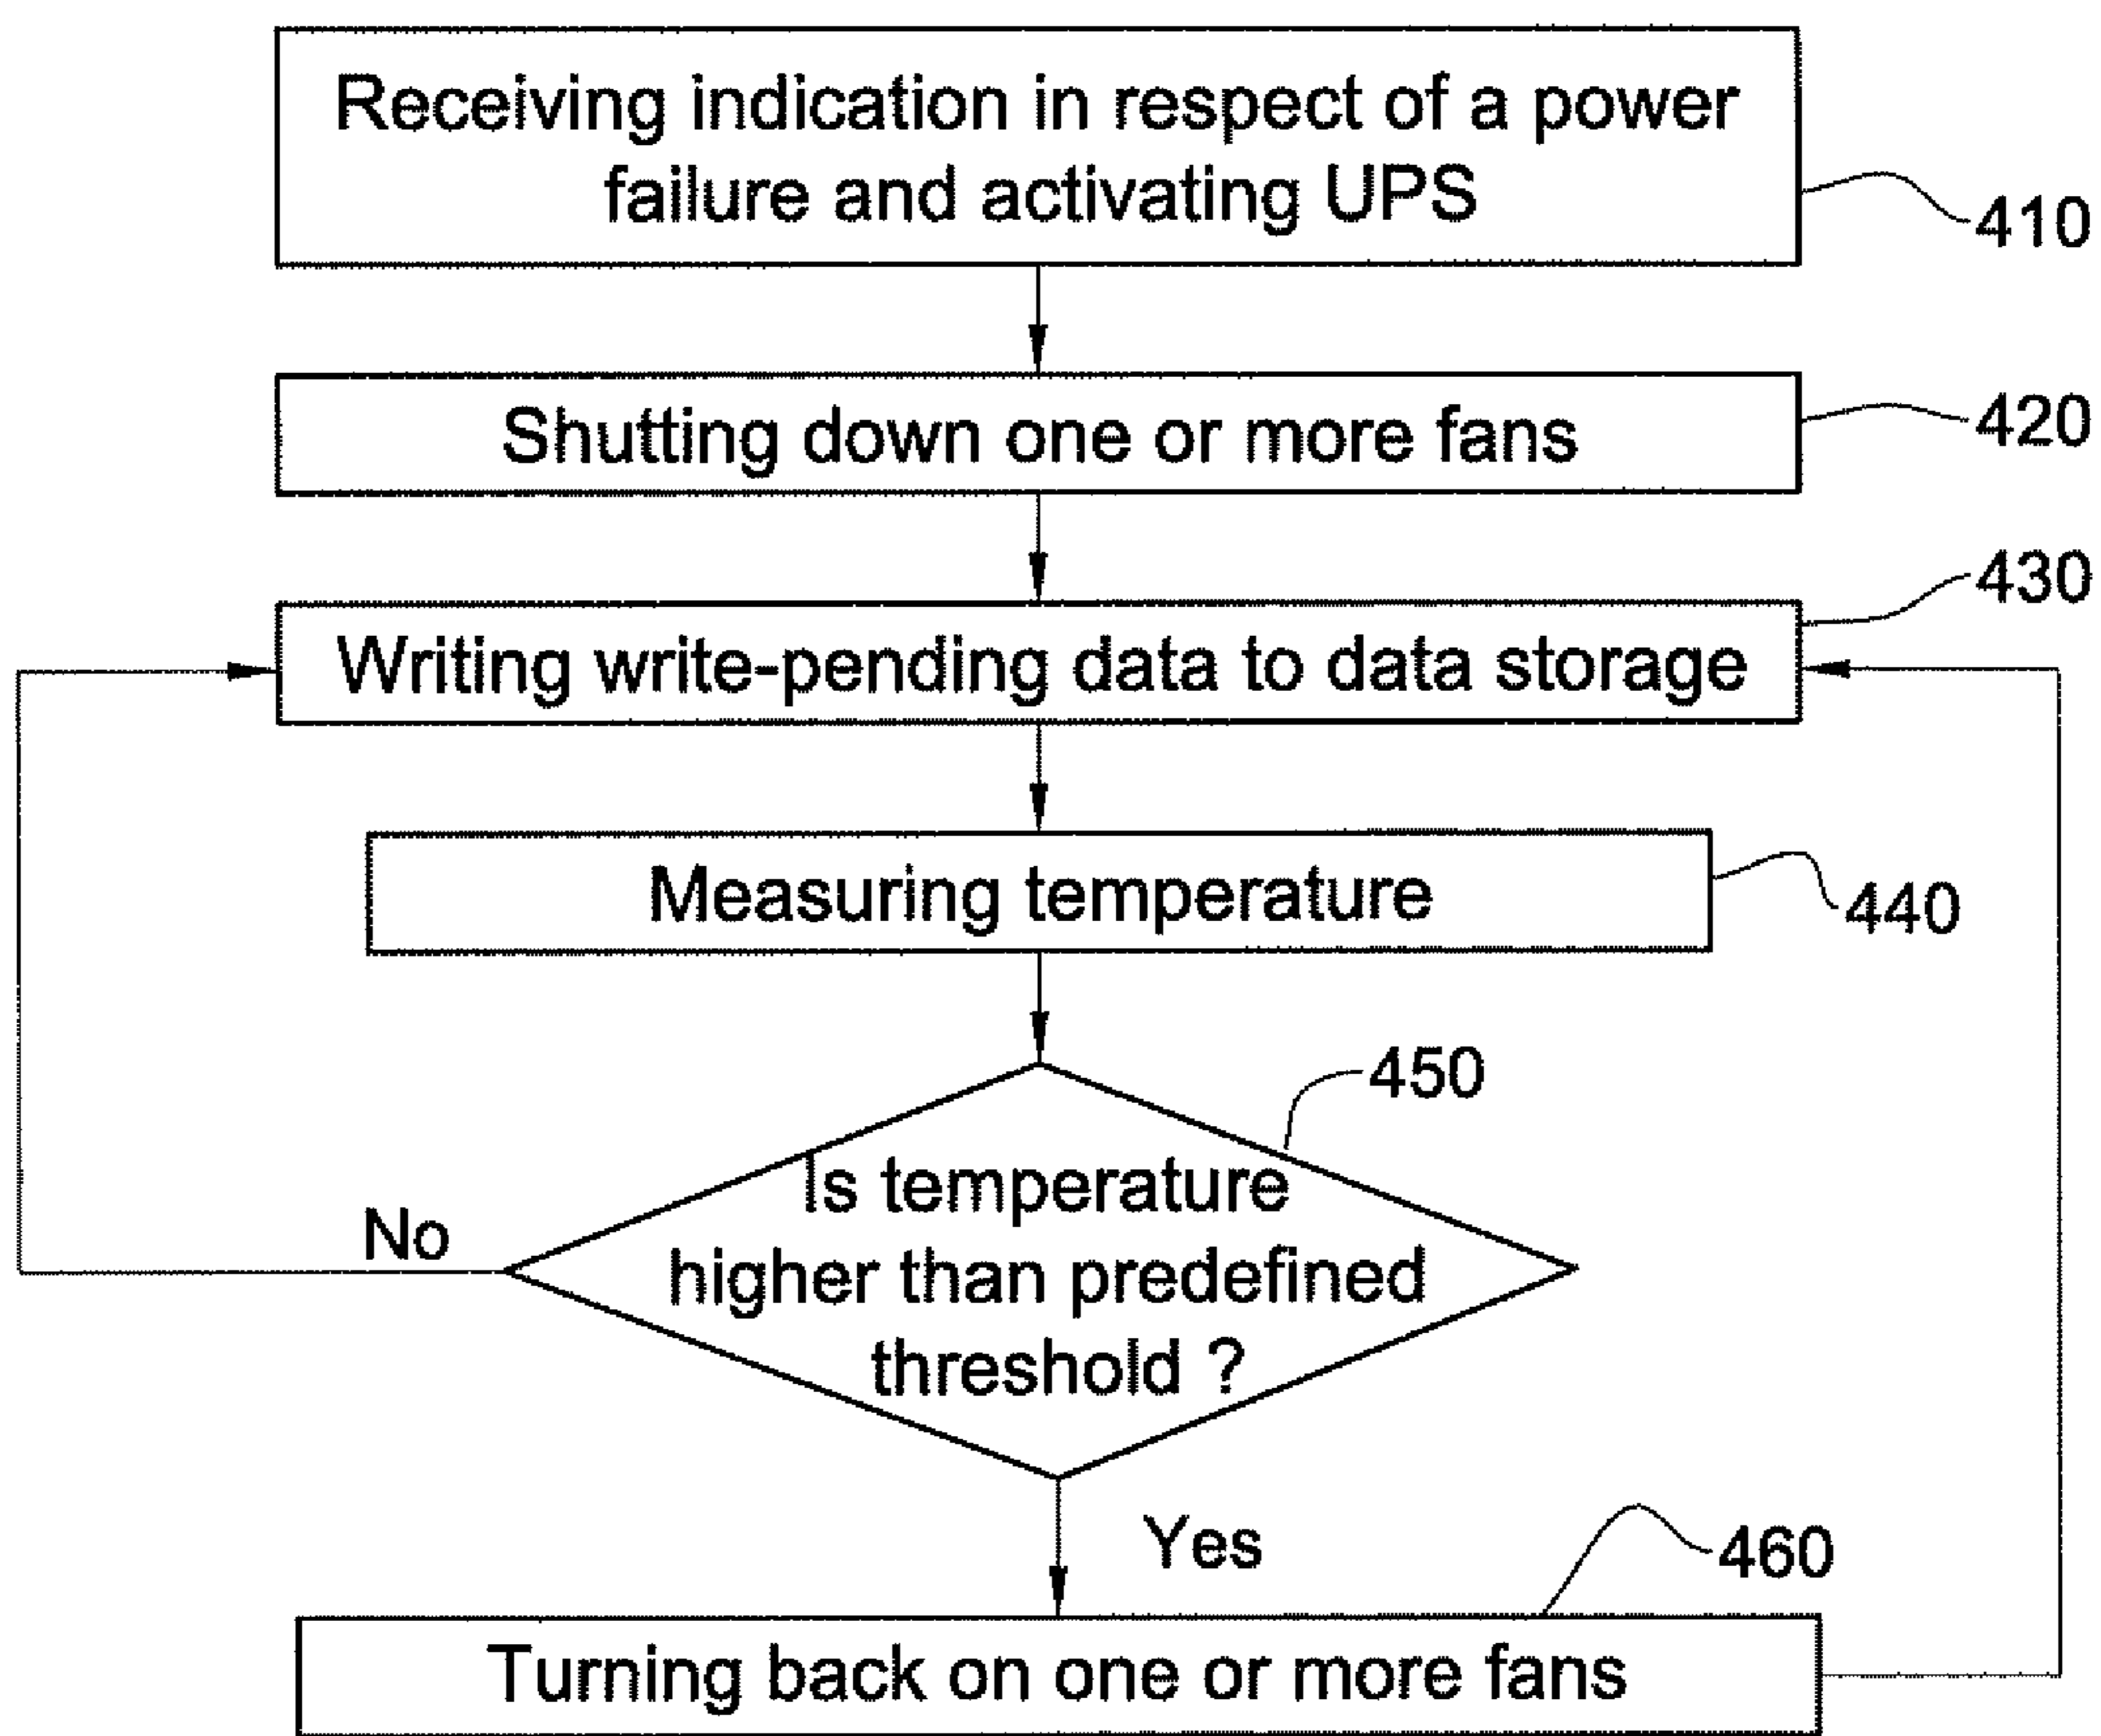 Receiving indication in respect of a power
failure and activating UPS
410
Shutting down one or more fans
420
430
Writing write-pending data to data storage
Measuring temperature
440
450
Is temperature
No
higher than predefined
threshold ?
Yes
460
Turning back on one or more fans